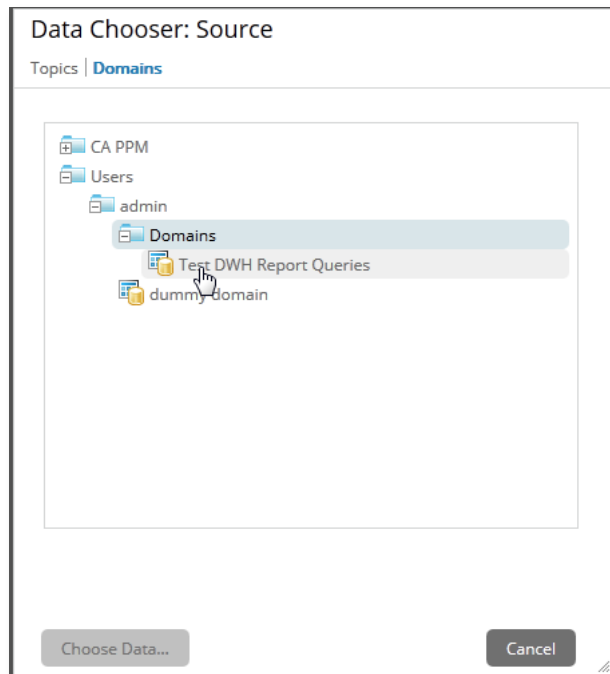 Data Chooser: Source
Topics | Domains
CA PPM
Users
admin
Domains
Test DWH Report Queries
dummy domain
Choose Data... Cancel